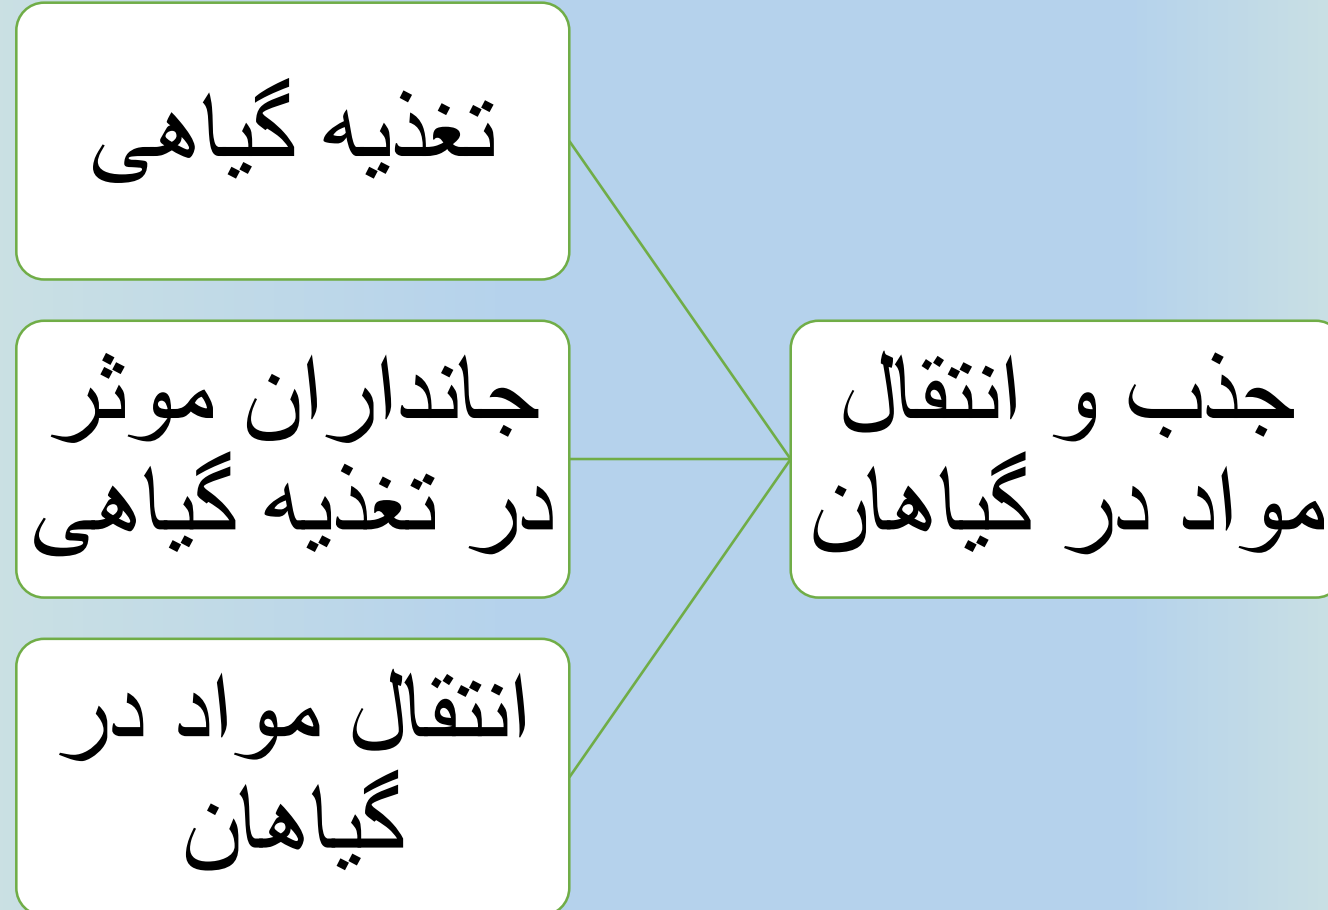 جذب و انتقال
مواد در گیاهان
تغذیه گیاهی
جانداران موثر
در تغذیه گیاهی
انتقال مواد در
گیاهان